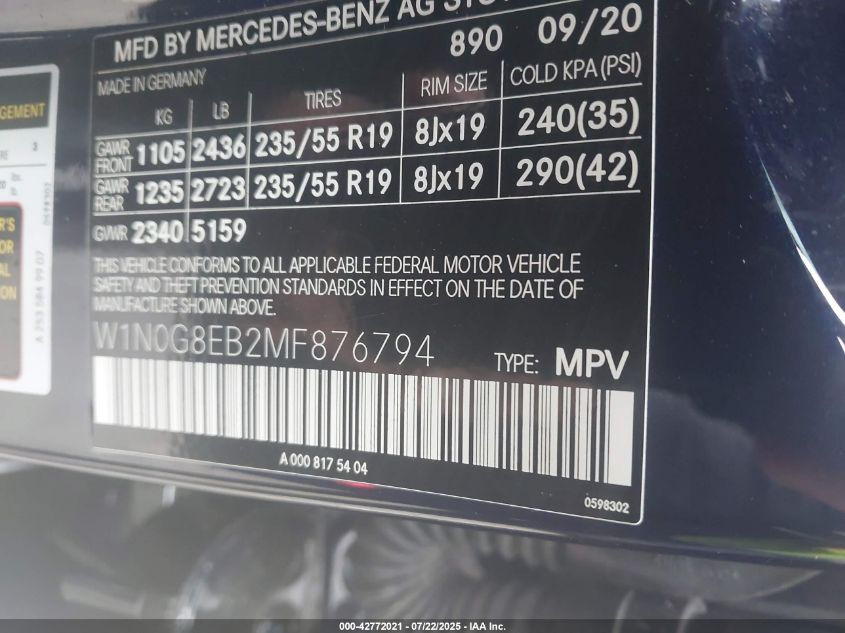 MFD BY MERCEDES-BENZ AG
890 09/20
MADE IN GERMANY
KG LB TIRES RIM SIZE COLD KPA (PSI)
GAWR FRONT 1105 2436 235/55 R19 8Jx19 240(35)
GAWR REAR 1235 2723 235/55 R19 8Jx19 290(42)
GVWR 2340 5159
THIS VEHICLE CONFORMS TO ALL APPLICABLE FEDERAL MOTOR VEHICLE
SAFETY AND THEFT PREVENTION STANDARDS IN EFFECT ON THE DATE OF
MANUFACTURE SHOWN ABOVE.
W1N0G8EB2MF876794 TYPE: MPV
A 000 817 54 04
0598302
A 253 584 99 07
000-42772021 - 07/22/2025 - IAA Inc.